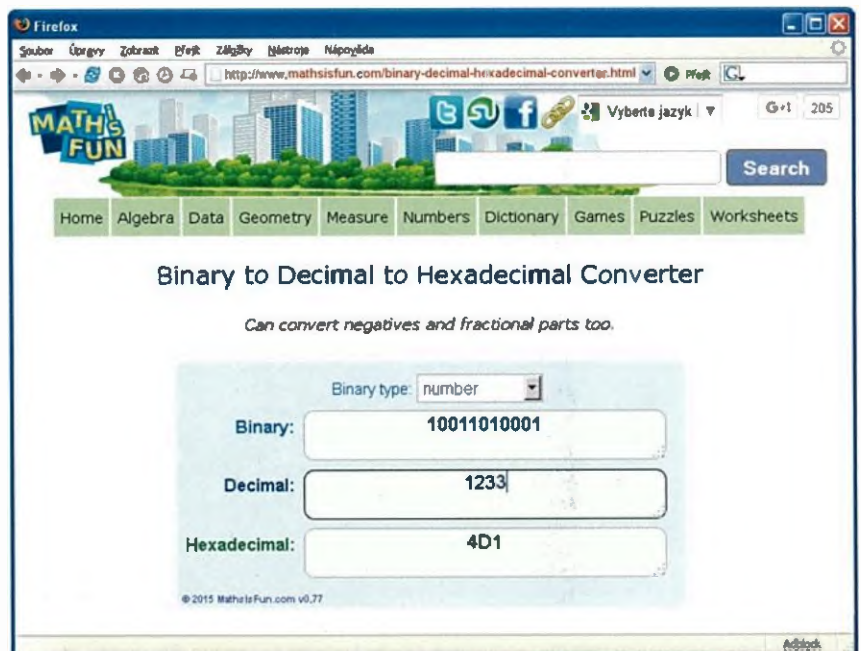 Firefox
Soubor Úpravy Zobrazit Přejít Záložky Nástroje Nápověda
http://www.mathsisfun.com/binary-decimal-hexadecimal-converter.html Přejít G
MATH'S FUN
Vyberte jazyk ▼ G+1 205
Search
Home Algebra Data Geometry Measure Numbers Dictionary Games Puzzles Worksheets
Binary to Decimal to Hexadecimal Converter
Can convert negatives and fractional parts too.
Binary type: number
Binary: 10011010001
Decimal: 1233
Hexadecimal: 4D1
© 2015 MathsIsFun.com v0.77
Adblock